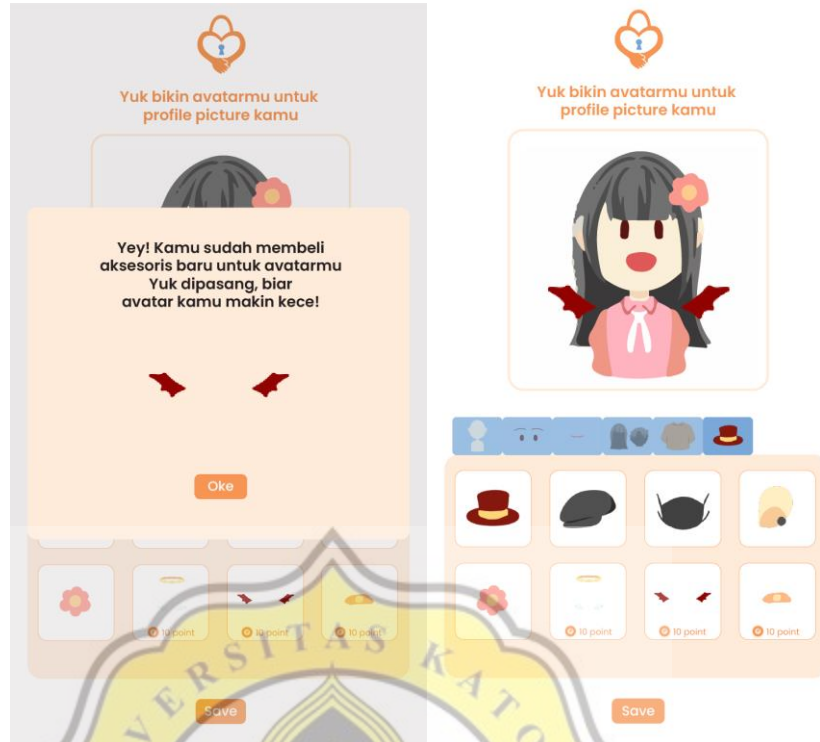 Yuk bikin avatarmu untuk
profile picture kamu
Yey! Kamu sudah membeli
aksesoris baru untuk avatarmu
Yuk dipasang, biar
avatar kamu makin kece!
Oke
10 point
10 point
10 point
Save
Yuk bikin avatarmu untuk
profile picture kamu
10 point
10 point
10 point
Save
VERSITAS KATO